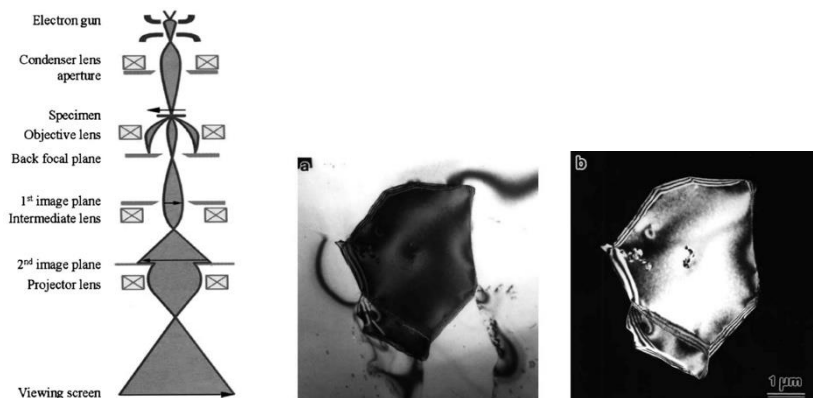 Electron gun
Condenser lens
aperture
Specimen
Objective lens
Back focal plane
1st image plane
Intermediate lens
2nd image plane
Projector lens
Viewing screen
a
b
1 µm